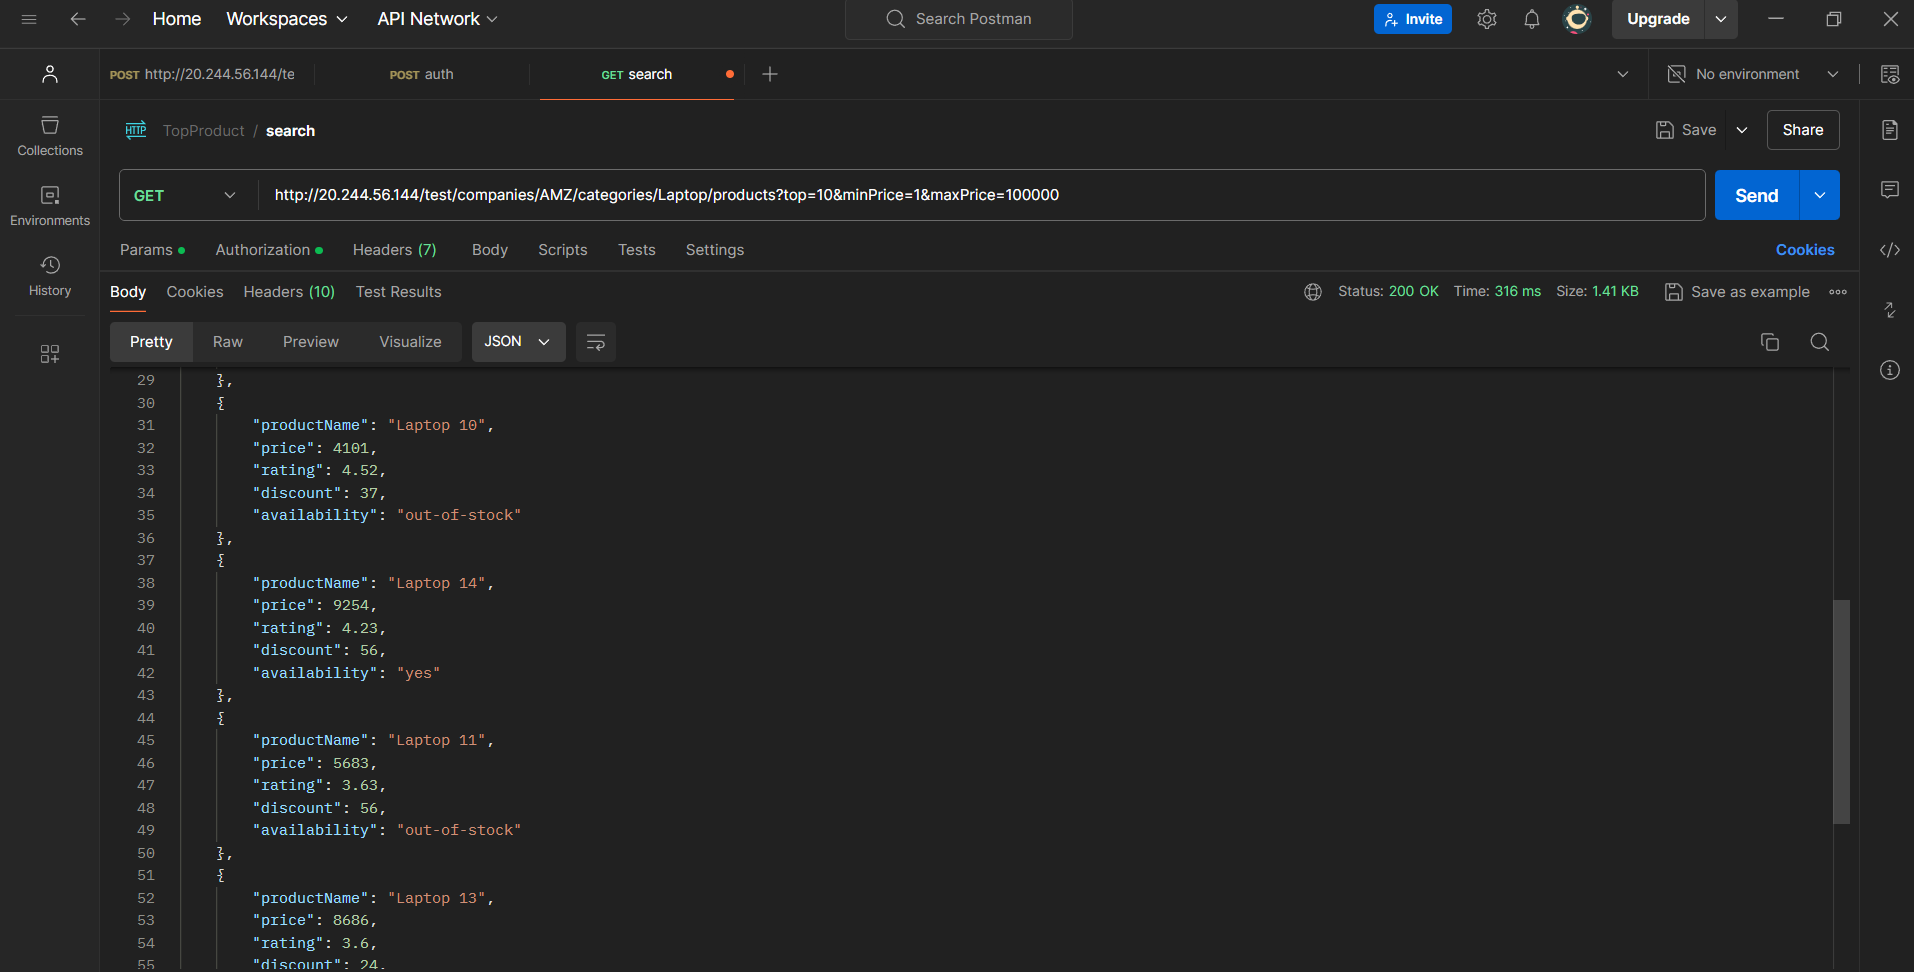 Home Workspaces API Network Search Postman Invite Upgrade
POST http://20.244.56.144/te POST auth GET search No environment
HTTP TopProduct / search Save Share
Collections
GET http://20.244.56.144/test/companies/AMZ/categories/Laptop/products?top=10&minPrice=1&maxPrice=100000 Send
Environments
Params Authorization Headers (7) Body Scripts Tests Settings Cookies
History
Body Cookies Headers (10) Test Results Status: 200 OK Time: 316 ms Size: 1.41 KB Save as example
Pretty Raw Preview Visualize JSON
29 },
30 {
31 "productName": "Laptop 10",
32 "price": 4101,
33 "rating": 4.52,
34 "discount": 37,
35 "availability": "out-of-stock"
36 },
37 {
38 "productName": "Laptop 14",
39 "price": 9254,
40 "rating": 4.23,
41 "discount": 56,
42 "availability": "yes"
43 },
44 {
45 "productName": "Laptop 11",
46 "price": 5683,
47 "rating": 3.63,
48 "discount": 56,
49 "availability": "out-of-stock"
50 },
51 {
52 "productName": "Laptop 13",
53 "price": 8686,
54 "rating": 3.6,
55 "discount": 24,